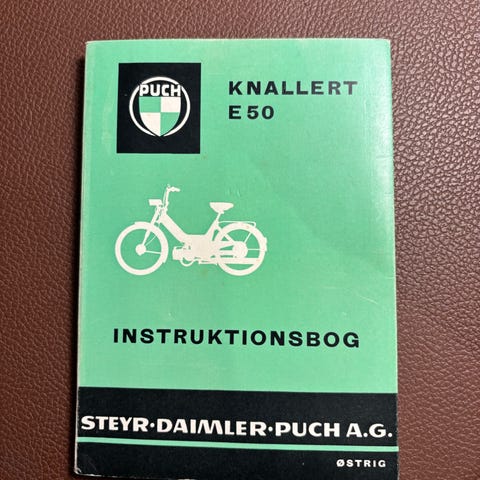 PUCH
KNALLERT
E50
INSTRUKTIONSBOG
STEYR·DAIMLER·PUCH A.G.
ØSTRIG